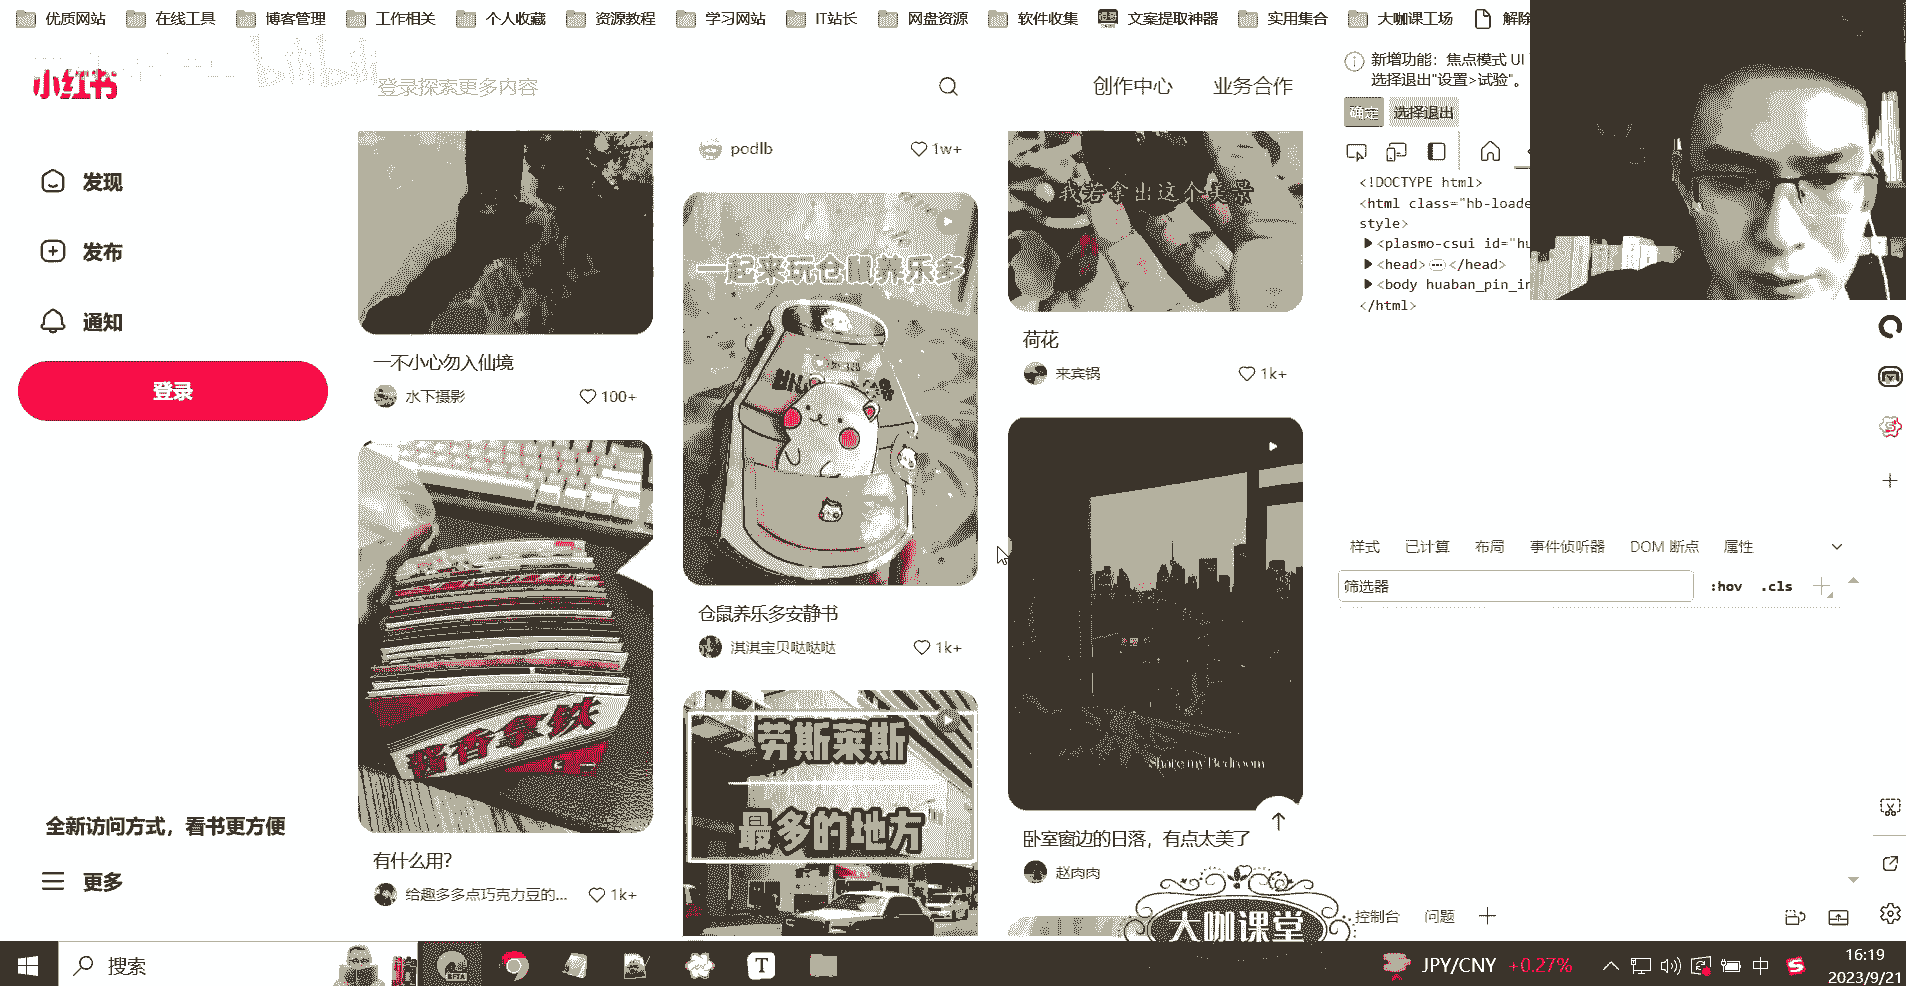 优质网站
在线工具
博客管理
工作相关
个人收藏
资源教程
学习网站
IT站长
网盘资源
软件收集
文案提取神器
实用集合
大咖课工场
解除
小红书
bilibili
登录探索更多内容
创作中心
业务合作
新增功能：焦点模式 UI
选择退出"设置>试验"。
确定
选择退出
发现
发布
通知
登录
全新访问方式，看书更方便
更多
一不小心勿入仙境
水下摄影
100+
酱香拿铁
有什么用?
给趣多多点巧克力豆的...
1k+
podlb
1w+
一起来玩仓鼠养乐多
仓鼠养乐多安静书
淇淇宝贝哒哒哒
1k+
劳斯莱斯
最多的地方
我若拿出这个美景
荷花
来宾锅
1k+
Share my Bedroom
卧室窗边的日落，有点太美了
赵肉肉
大咖课堂
<!DOCTYPE html>
<html class="hb-loade
style>
<plasmo-csui id="hu
<head>…</head>
<body huaban_pin_in
</html>
样式
已计算
布局
事件侦听器
DOM 断点
属性
筛选器
:hov
.cls
控制台
问题
搜索
BETA
T
JPY/CNY
+0.27%
中
S
16:19
2023/9/21